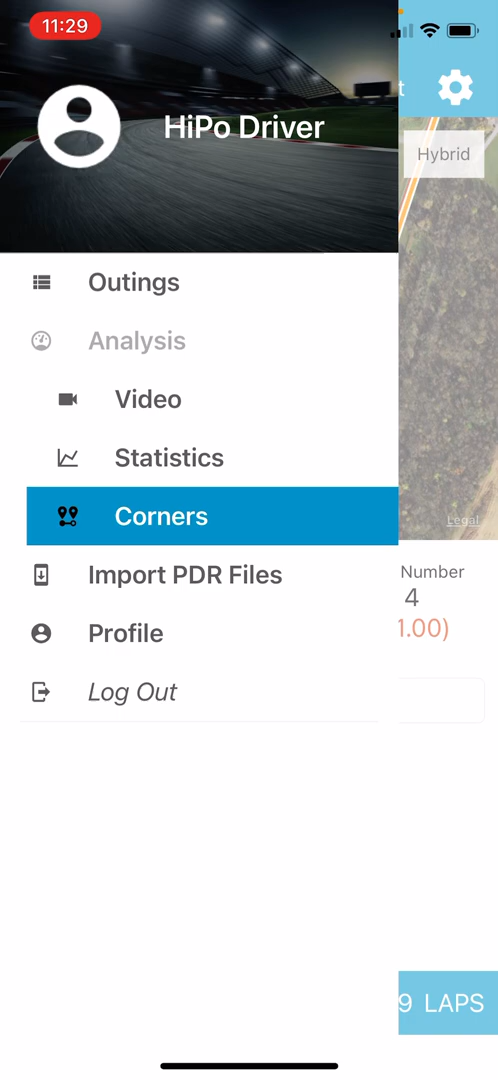 11:29
HiPo Driver
t
Hybrid
Outings
Analysis
Video
Statistics
Corners
Legal
Import PDR Files
Number
4
1.00)
Profile
Log Out
9 LAPS